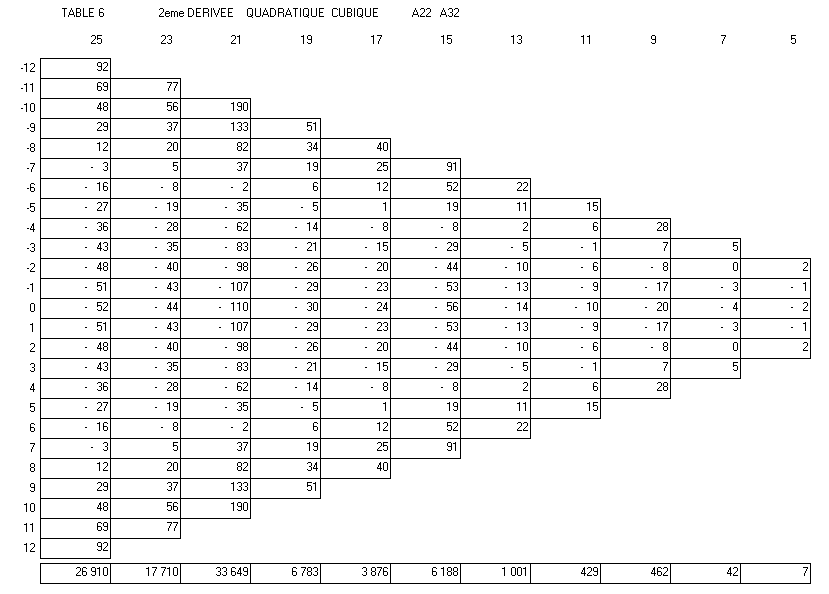 TABLE 6 2eme DERIVEE QUADRATIQUE CUBIQUE A22 A32
25 23 21 19 17 15 13 11 9 7 5
-12 92
-11 69 77
-10 48 56 190
-9 29 37 133 51
-8 12 20 82 34 40
-7 - 3 5 37 19 25 91
-6 - 16 - 8 - 2 6 12 52 22
-5 - 27 - 19 - 35 - 5 1 19 11 15
-4 - 36 - 28 - 62 - 14 - 8 - 8 2 6 28
-3 - 43 - 35 - 83 - 21 - 15 - 29 - 5 - 1 7 5
-2 - 48 - 40 - 98 - 26 - 20 - 44 - 10 - 6 - 8 0 2
-1 - 51 - 43 - 107 - 29 - 23 - 53 - 13 - 9 - 17 - 3 - 1
0 - 52 - 44 - 110 - 30 - 24 - 56 - 14 - 10 - 20 - 4 - 2
1 - 51 - 43 - 107 - 29 - 23 - 53 - 13 - 9 - 17 - 3 - 1
2 - 48 - 40 - 98 - 26 - 20 - 44 - 10 - 6 - 8 0 2
3 - 43 - 35 - 83 - 21 - 15 - 29 - 5 - 1 7 5
4 - 36 - 28 - 62 - 14 - 8 - 8 2 6 28
5 - 27 - 19 - 35 - 5 1 19 11 15
6 - 16 - 8 - 2 6 12 52 22
7 - 3 5 37 19 25 91
8 12 20 82 34 40
9 29 37 133 51
10 48 56 190
11 69 77
12 92
26 910 17 710 33 649 6 783 3 876 6 188 1 001 429 462 42 7